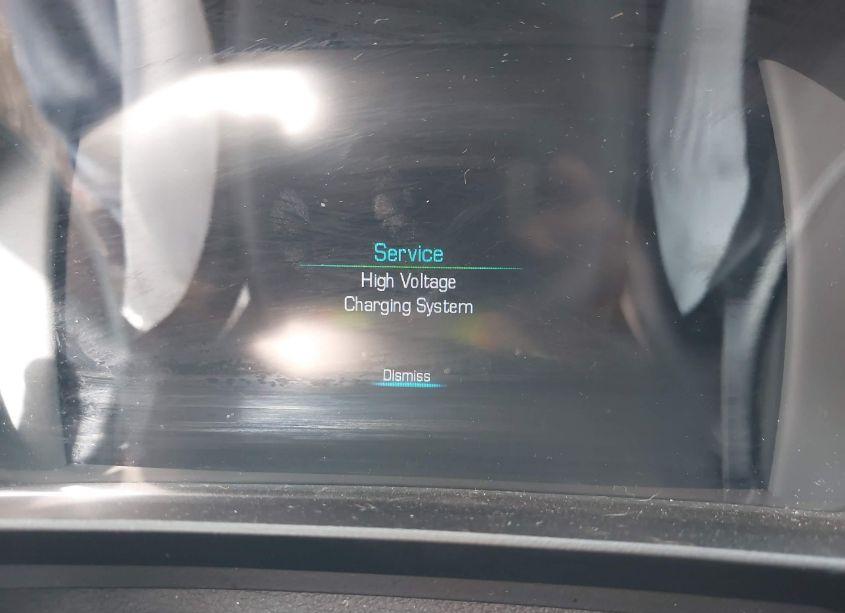 Service
High Voltage
Charging System
Dismiss